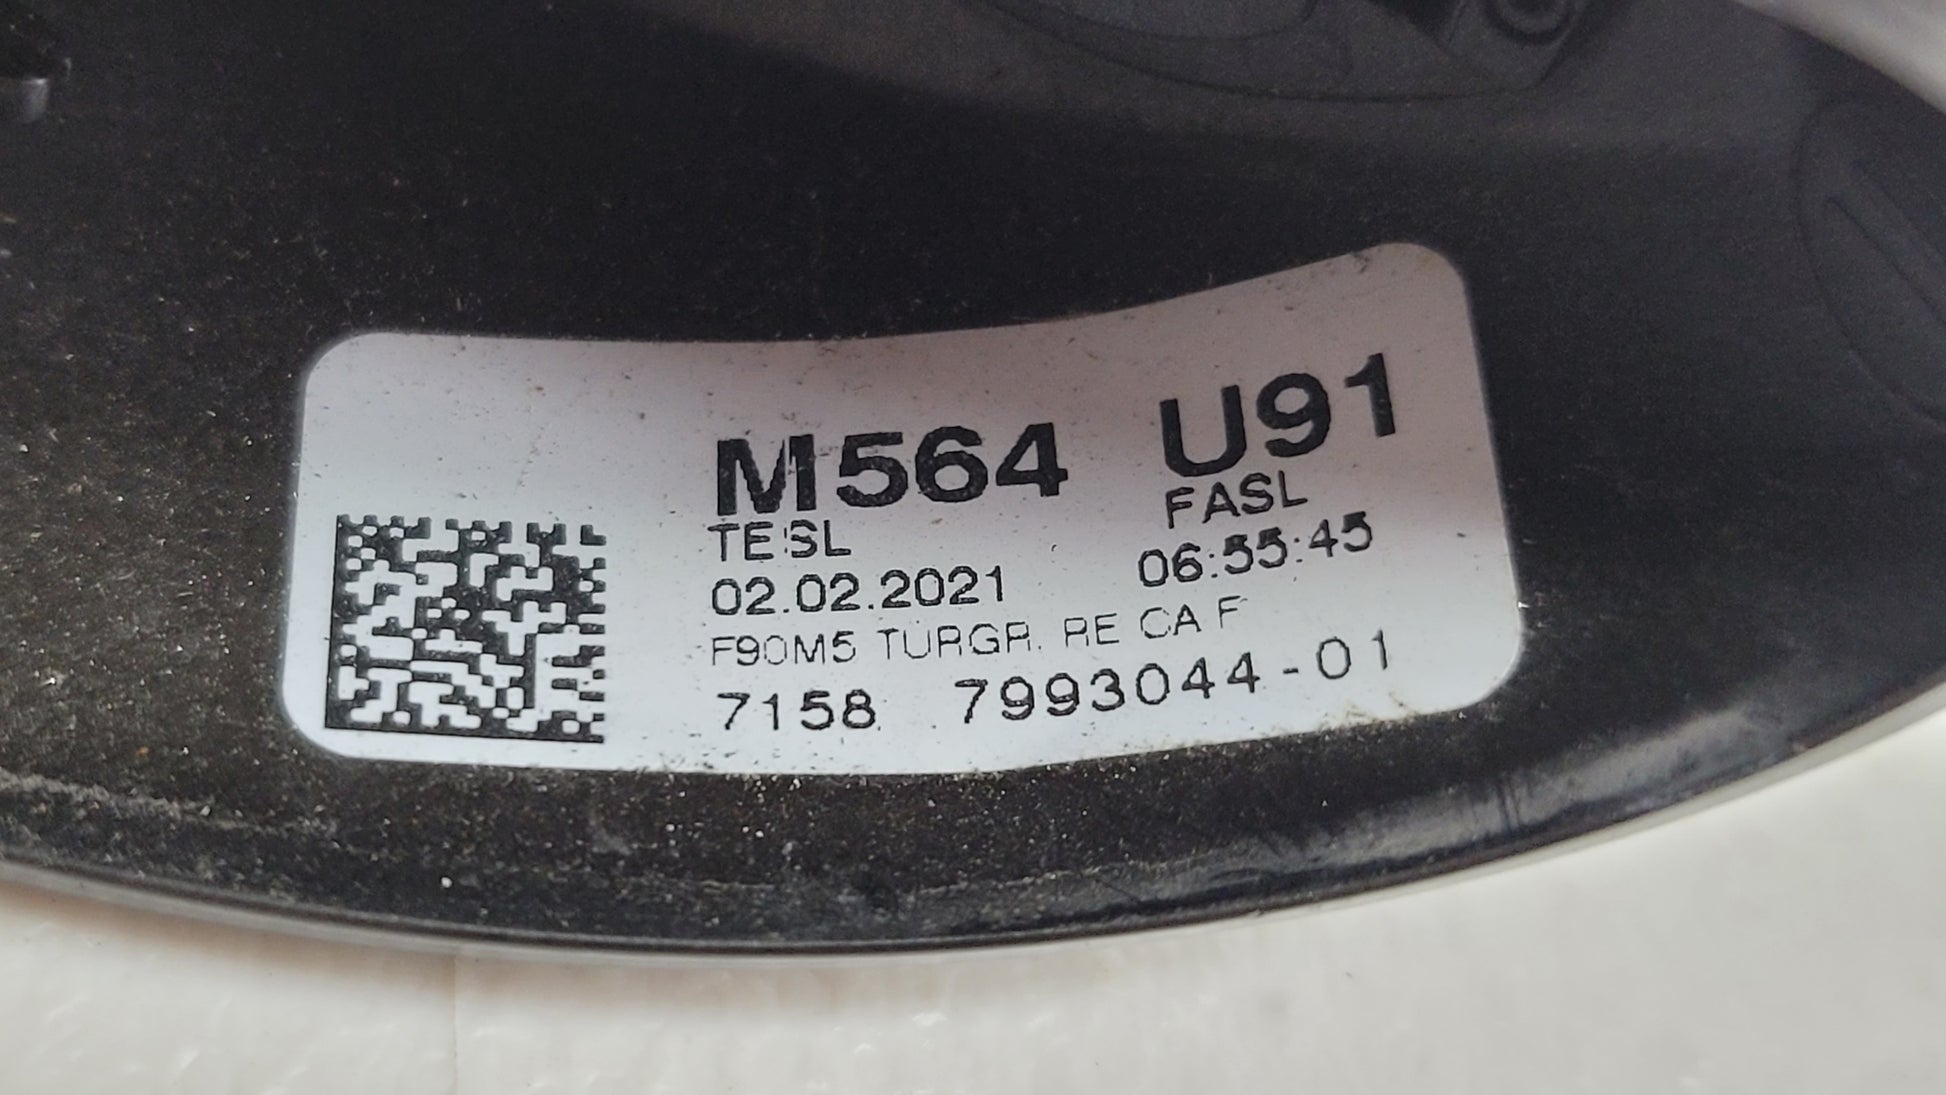 M564 U91
TESL FASL
02.02.2021 06:55:45
F90M5 TURGR. RE CA F
7158 7993044-01